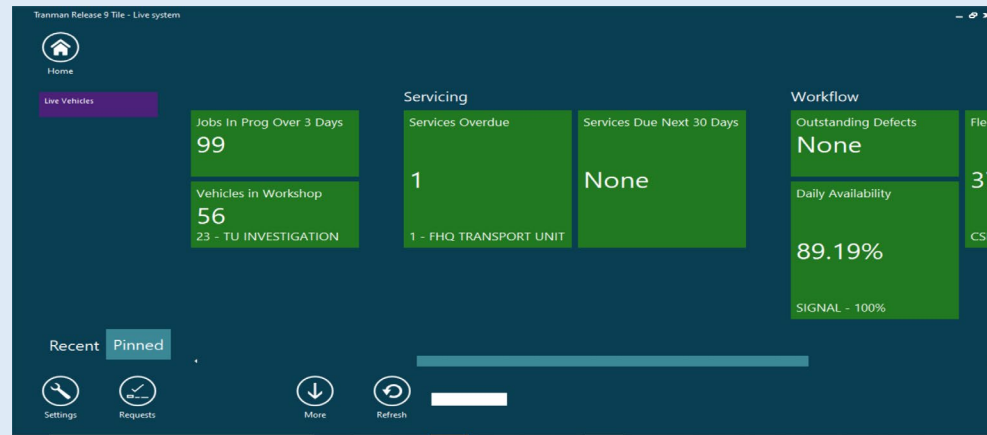 Tranman Release 9 Tile - Live system
Home
Live Vehicles
Jobs In Prog Over 3 Days
99
Vehicles in Workshop
56
23 - TU INVESTIGATION
Servicing
Services Overdue
1
1 - FHQ TRANSPORT UNIT
Services Due Next 30 Days
None
Workflow
Outstanding Defects
None
Daily Availability
89.19%
SIGNAL - 100%
Recent
Pinned
Settings
Requests
More
Refresh